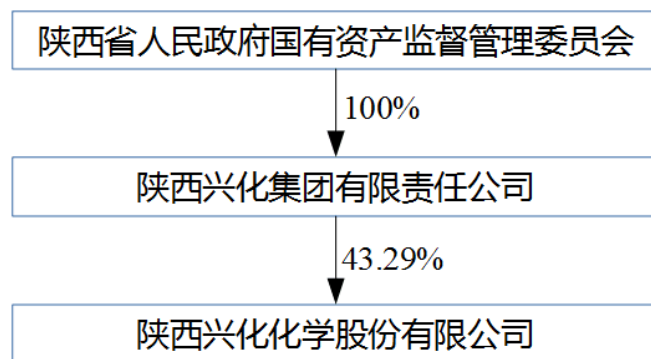 陕西省人民政府国有资产监督管理委员会
100%
陕西兴化集团有限责任公司
43.29%
陕西兴化化学股份有限公司